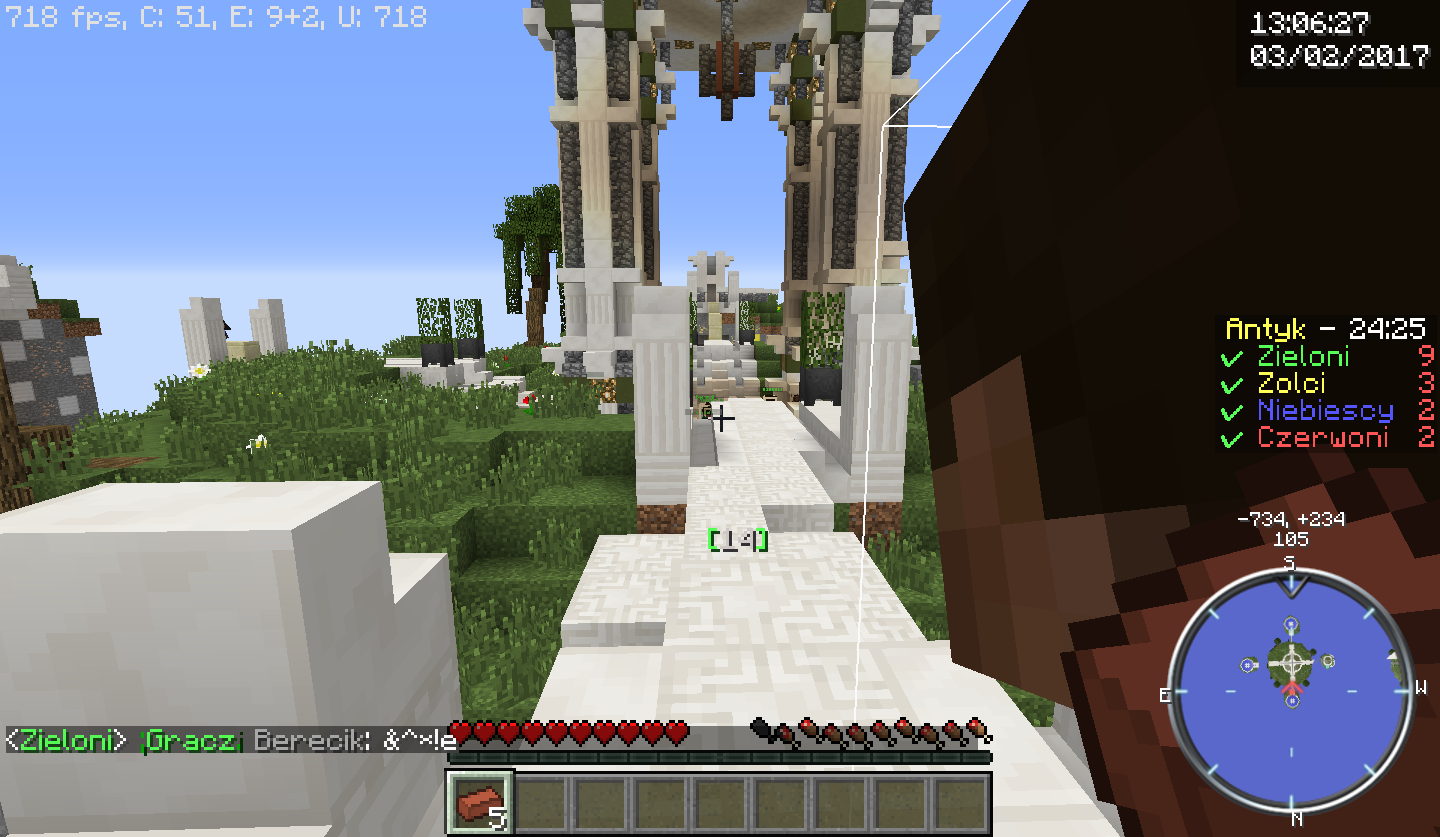 718 fps, C: 51, E: 9+2, U: 718
13:06:27
03/02/2017
Antyk - 24:25
✓ Zieloni 9
✓ Zolci 3
✓ Niebiescy 2
✓ Czerwoni 2
[14]
-734, +234
105
S
E
W
N
<Zieloni> Gracz Berecik:
5